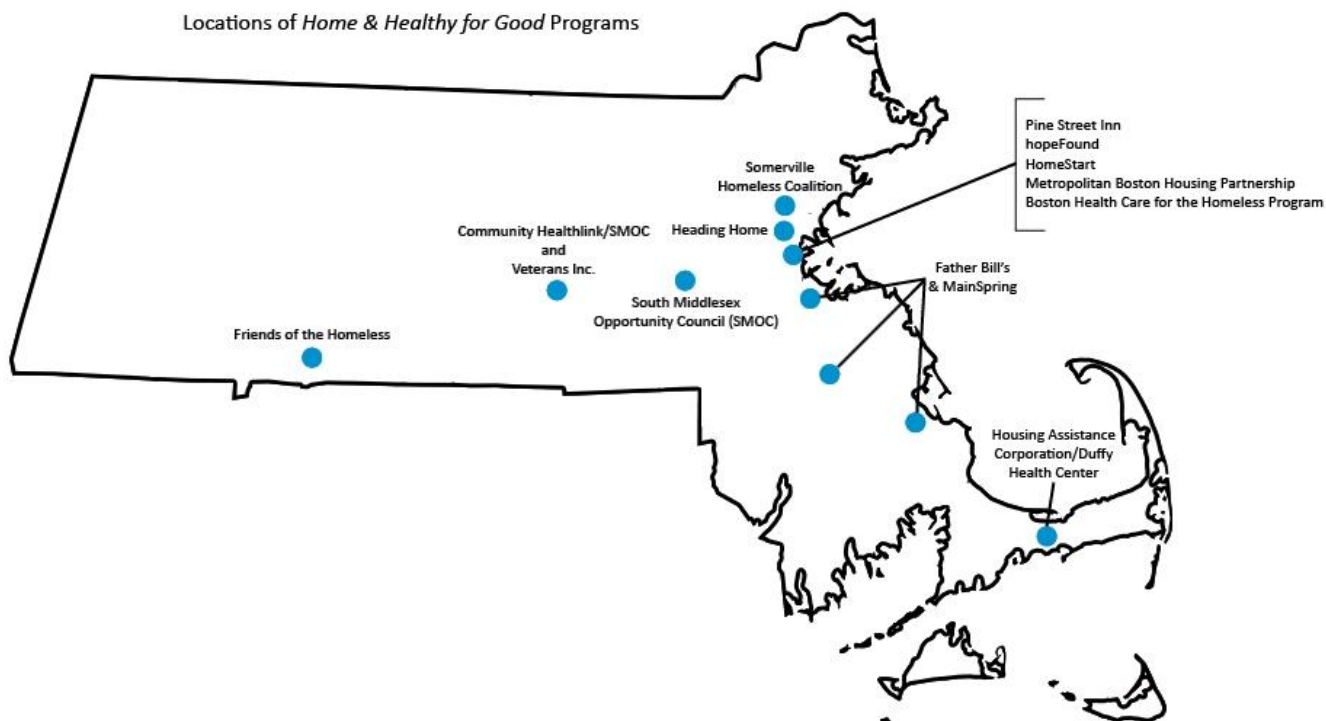 Locations of Home & Healthy for Good Programs
Pine Street Inn
hopeFound
HomeStart
Metropolitan Boston Housing Partnership
Boston Health Care for the Homeless Program
Somerville
Homeless Coalition
Heading Home
Community Healthlink/SMOC
and
Veterans Inc.
South Middlesex
Opportunity Council (SMOC)
Father Bill's
& MainSpring
Friends of the Homeless
Housing Assistance
Corporation/Duffy
Health Center